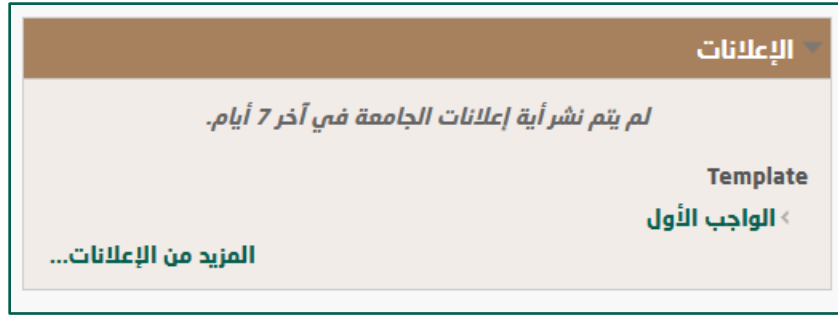 الإعلانات
لم يتم نشر أية إعلانات الجامعة في آخر 7 أيام.
Template
الواجب الأول
المزيد من الإعلانات...